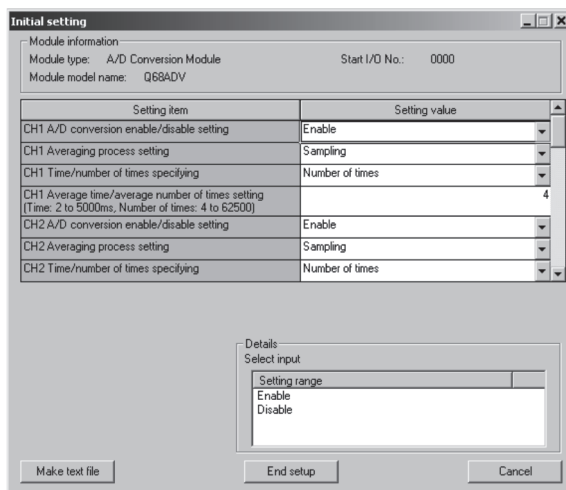 Initial setting
Module information
Module type: A/D Conversion Module Start I/O No.: 0000
Module model name: Q68ADV
Setting item Setting value
CH1 A/D conversion enable/disable setting Enable
CH1 Averaging process setting Sampling
CH1 Time/number of times specifying Number of times
CH1 Average time/average number of times setting
(Time: 2 to 5000ms, Number of times: 4 to 62500) 4
CH2 A/D conversion enable/disable setting Enable
CH2 Averaging process setting Sampling
CH2 Time/number of times specifying Number of times
Details
Select input
Setting range
Enable
Disable
Make text file End setup Cancel